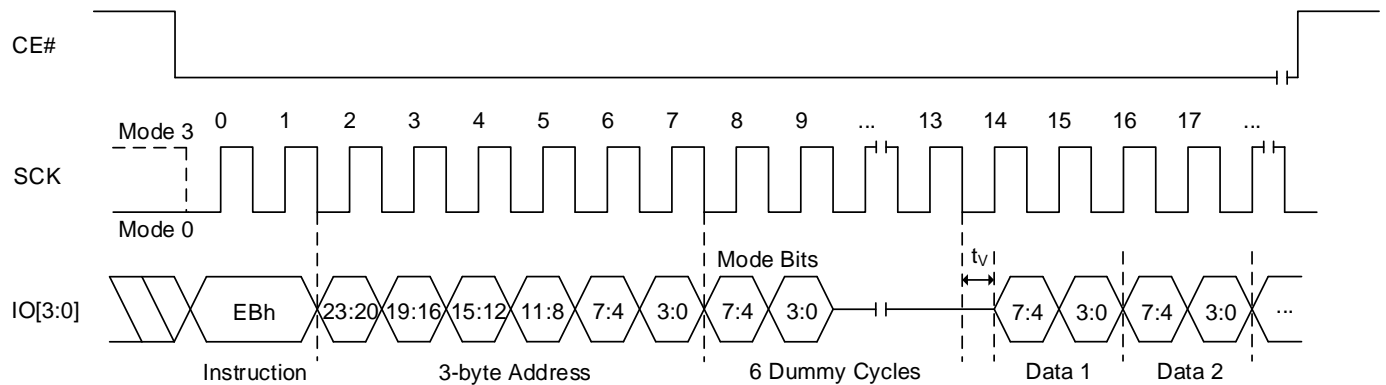 CE#
0 1 2 3 4 5 6 7 8 9 ... 13 14 15 16 17 ...
Mode 3
SCK
Mode 0
Mode Bits
tV
IO[3:0]
EBh 23:20 19:16 15:12 11:8 7:4 3:0 7:4 3:0 7:4 3:0 7:4 3:0 ...
Instruction 3-byte Address 6 Dummy Cycles Data 1 Data 2